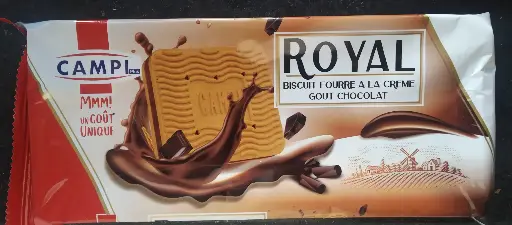 CAMPI
MMM!
UN GOÛT
UNIQUE
ROYAL
BISCUIT FOURRE A LA CREME
GOUT CHOCOLAT